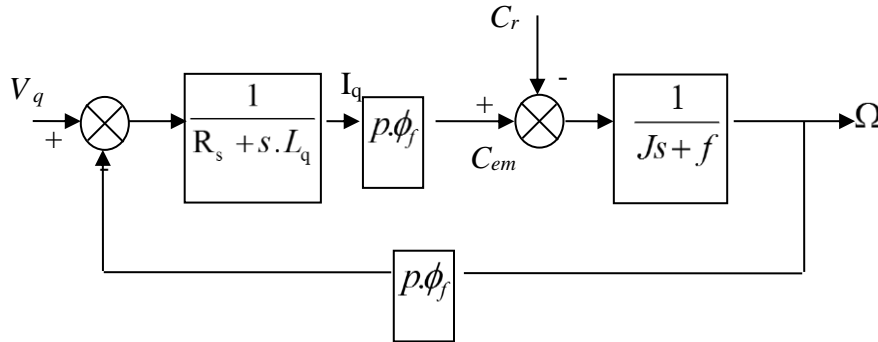 C_r
-
V_q
+
-
1
R_s + s.L_q
I_q
p.ϕ_f
+
C_em
1
Js + f
Ω
p.ϕ_f